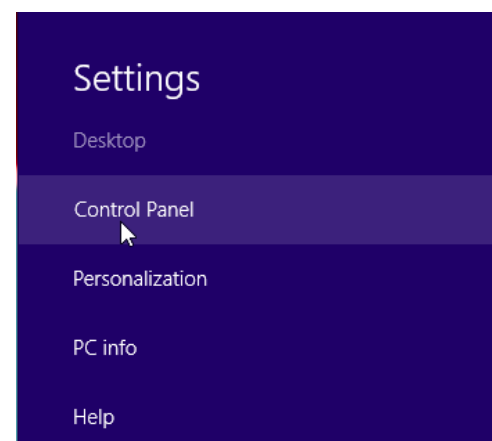 Settings
Desktop
Control Panel
Personalization
PC info
Help